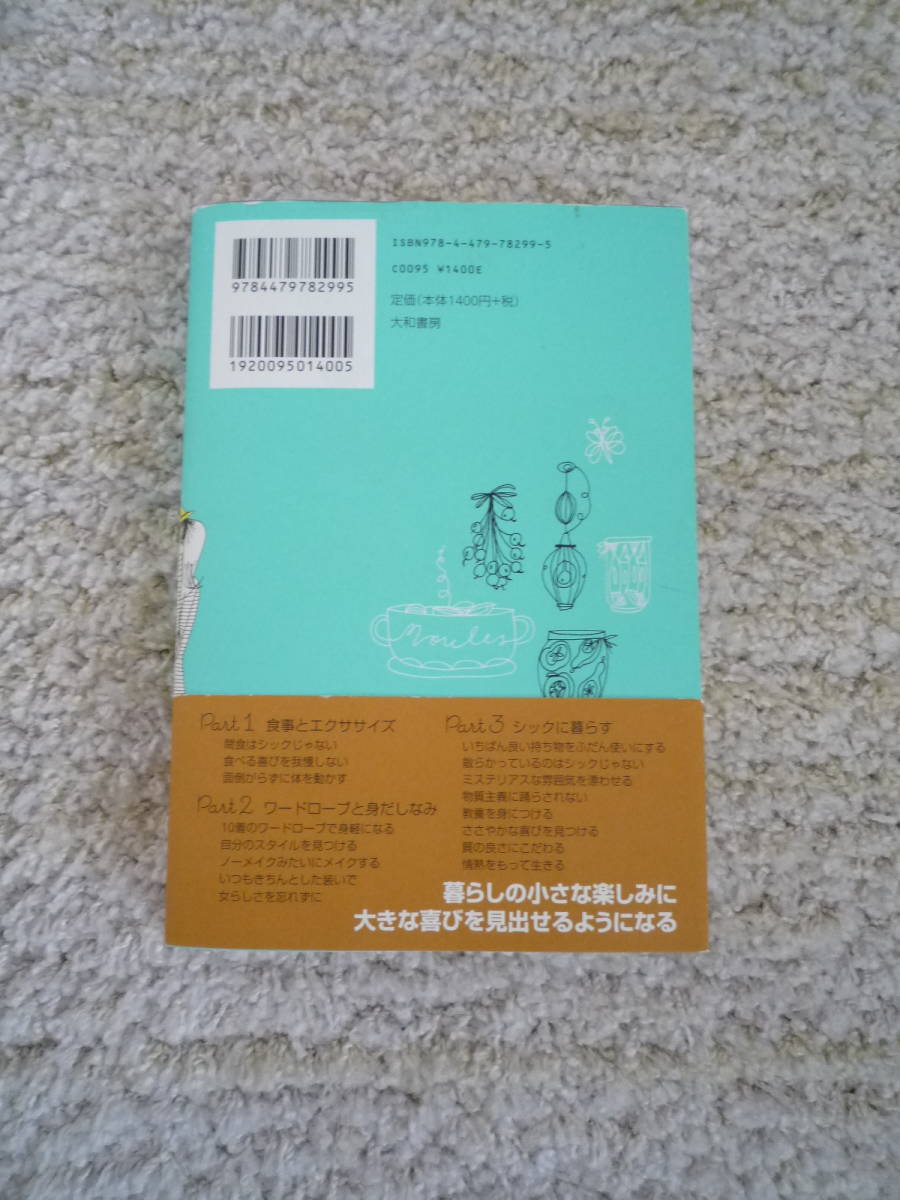 ISBN978-4-479-78299-5
C0095 ¥1400E
9784479782995
定価(本体1400円+税)
大和書房
1920095014005
Moules
Part 1 食事とエクササイズ
間食はシックじゃない
食べる喜びを我慢しない
面倒がらずに体を動かす
Part 2 ワードローブと身だしなみ
10着のワードローブで身軽になる
自分のスタイルを見つける
ノーメイクみたいにメイクする
いつもきちんとした装いで
女らしさを忘れずに
Part 3 シックに暮らす
いちばん良い持ち物をふだん使いにする
散らかっているのはシックじゃない
ミステリアスな雰囲気を漂わせる
物質主義に踊らされない
教養を身につける
ささやかな喜びを見つける
質の良さにこだわる
情熱をもって生きる
暮らしの小さな楽しみに
大きな喜びを見出せるようになる